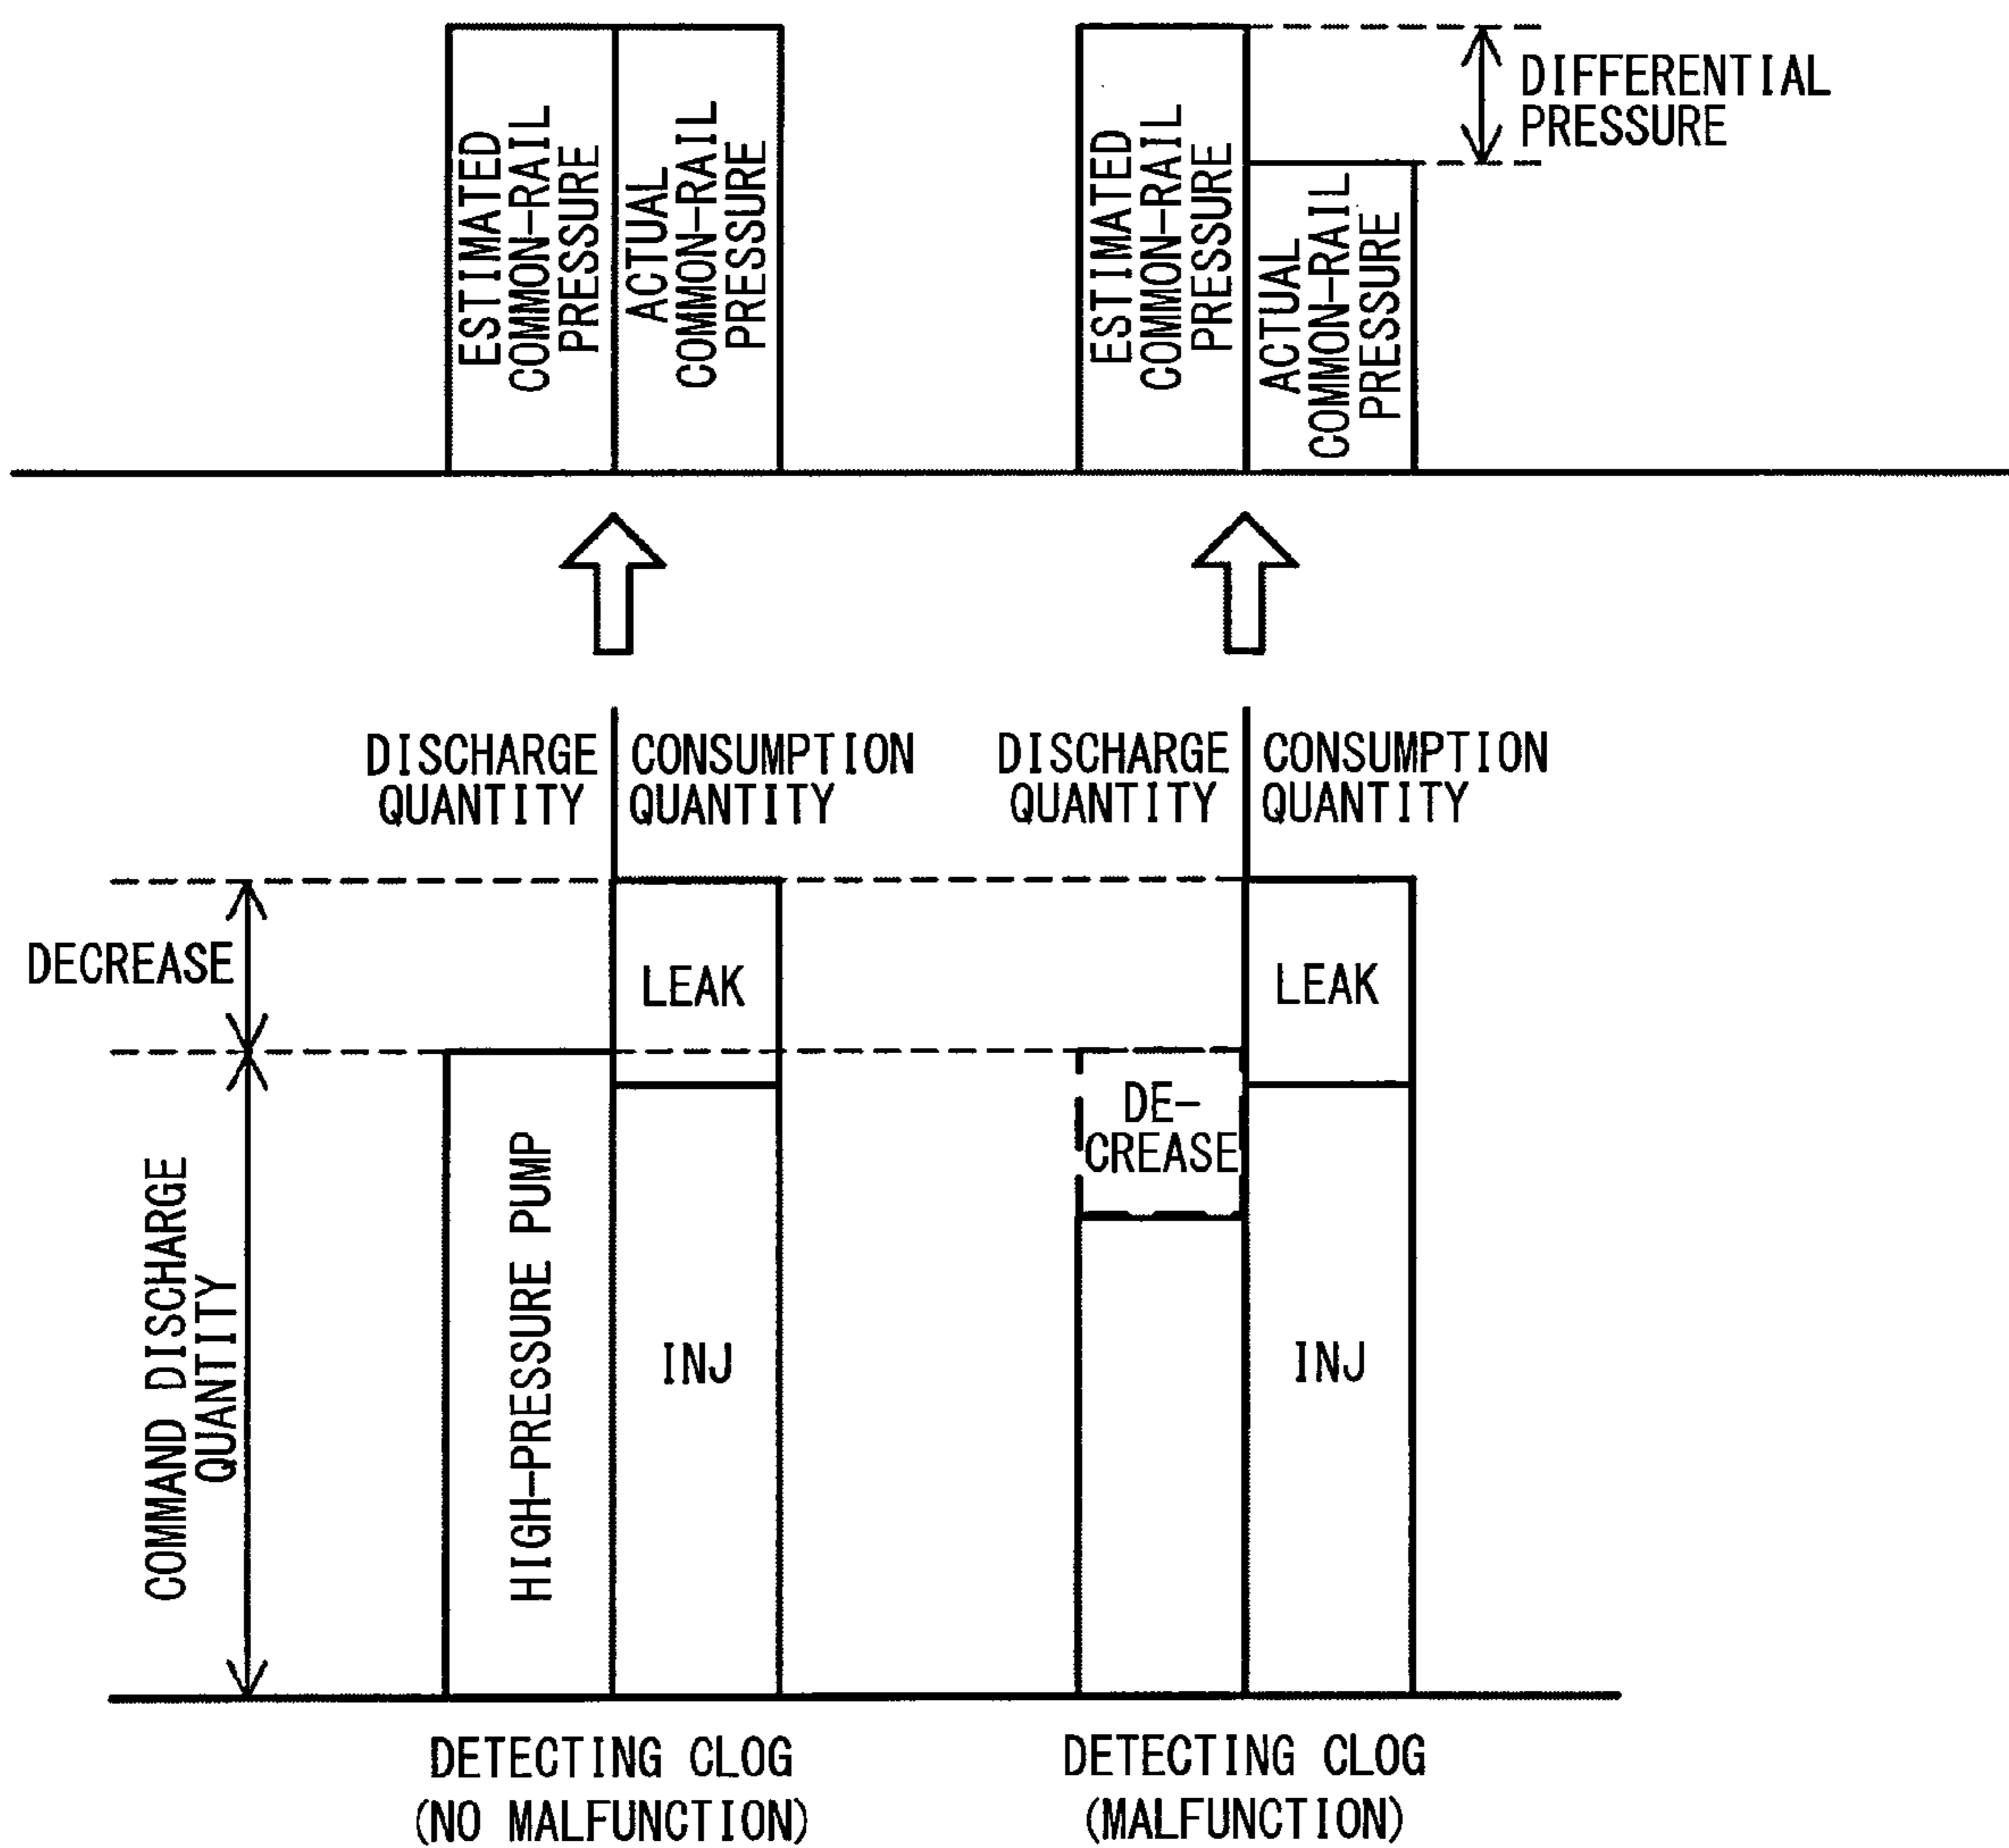 ESTIMATED
COMMON-RAIL
PRESSURE
ACTUAL
COMMON-RAIL
PRESSURE
ESTIMATED
COMMON-RAIL
PRESSURE
ACTUAL
COMMON-RAIL
PRESSURE
DIFFERENTIAL
PRESSURE
DISCHARGE
QUANTITY
CONSUMPTION
QUANTITY
DISCHARGE
QUANTITY
CONSUMPTION
QUANTITY
DECREASE
LEAK
LEAK
COMMAND DISCHARGE
QUANTITY
HIGH-PRESSURE PUMP
INJ
DE-
CREASE
INJ
DETECTING CLOG
(NO MALFUNCTION)
DETECTING CLOG
(MALFUNCTION)